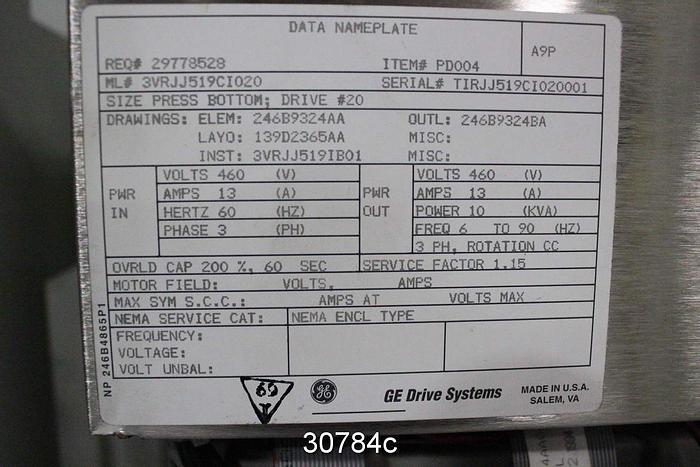 DATA NAMEPLATE
A9P
REQ# 29778528 ITEM# PD004
ML# 3VRJJ519CI020 SERIAL# TIRJJ519CI020001
SIZE PRESS BOTTOM; DRIVE #20
DRAWINGS: ELEM: 246B9324AA OUTL: 246B9324BA
LAYO: 139D2365AA MISC:
INST: 3VRJJ519IB01 MISC:
PWR IN
VOLTS 460 (V)
AMPS 13 (A)
HERTZ 60 (HZ)
PHASE 3 (PH)
PWR OUT
VOLTS 460 (V)
AMPS 13 (A)
POWER 10 (KVA)
FREQ 6 TO 90 (HZ)
3 PH, ROTATION CC
OVRLD CAP 200 %, 60 SEC SERVICE FACTOR 1.15
MOTOR FIELD: VOLTS, AMPS
MAX SYM S.C.C.: AMPS AT VOLTS MAX
NEMA SERVICE CAT: NEMA ENCL TYPE
FREQUENCY:
VOLTAGE:
VOLT UNBAL:
NP 246B4865P1
69
GE
GE Drive Systems
MADE IN U.S.A.
SALEM, VA
30784c